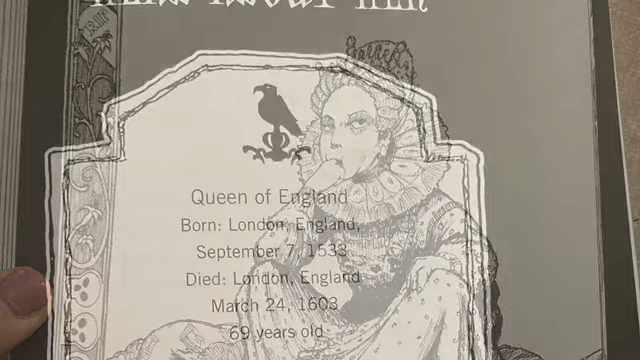 Queen of England
Born: London, England,
September 7, 1533
Died: London, England
March 24, 1603
69 years old